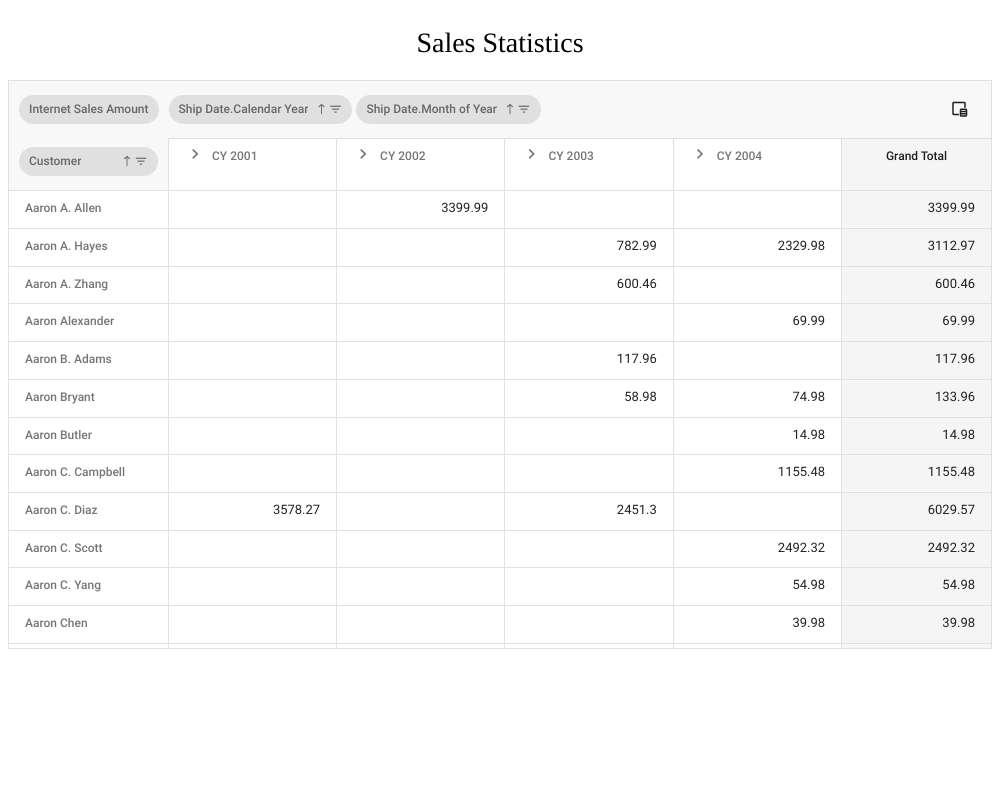 Sales Statistics
Internet Sales Amount Ship Date.Calendar Year Ship Date.Month of Year
Customer CY 2001 CY 2002 CY 2003 CY 2004 Grand Total
Aaron A. Allen 3399.99 3399.99
Aaron A. Hayes 782.99 2329.98 3112.97
Aaron A. Zhang 600.46 600.46
Aaron Alexander 69.99 69.99
Aaron B. Adams 117.96 117.96
Aaron Bryant 58.98 74.98 133.96
Aaron Butler 14.98 14.98
Aaron C. Campbell 1155.48 1155.48
Aaron C. Diaz 3578.27 2451.3 6029.57
Aaron C. Scott 2492.32 2492.32
Aaron C. Yang 54.98 54.98
Aaron Chen 39.98 39.98